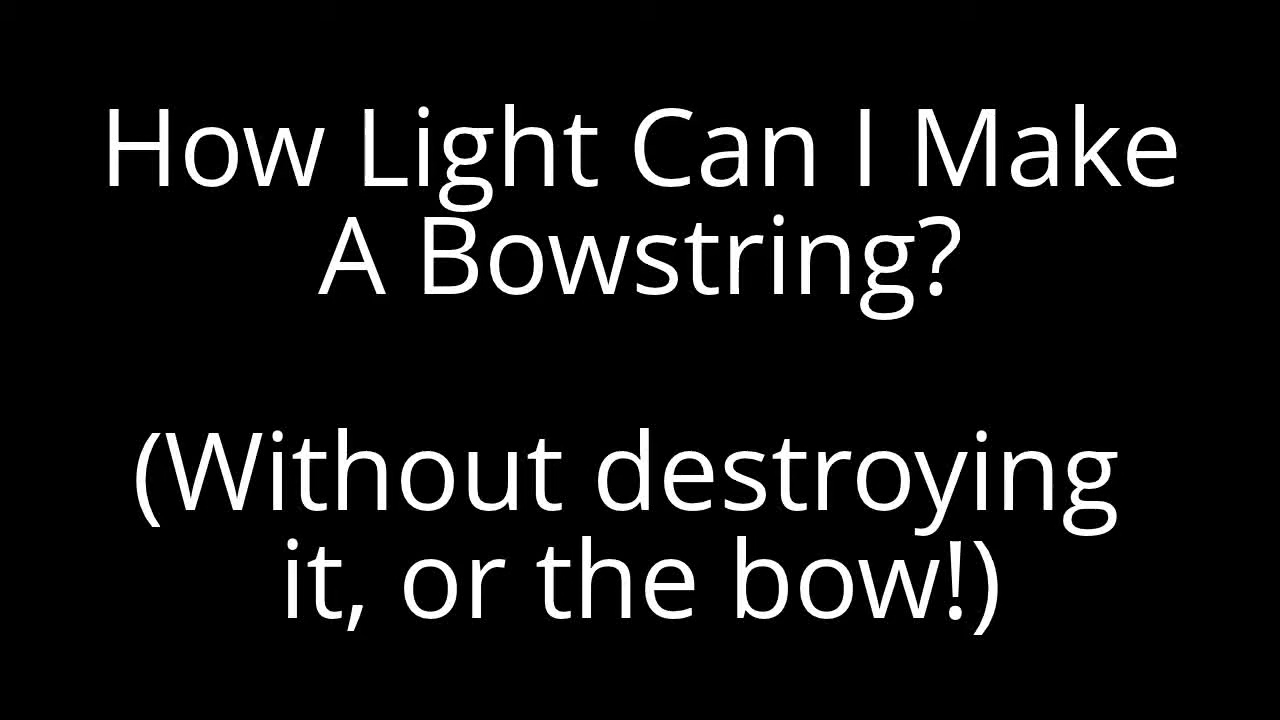 How Light Can I Make
A Bowstring?
(Without destroying
it, or the bow!)